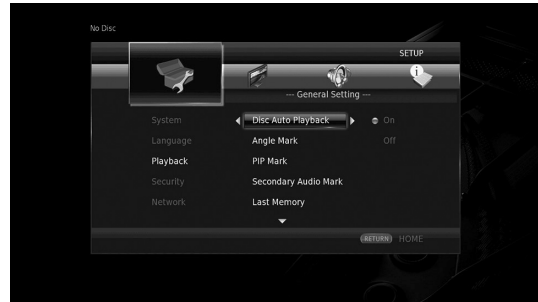 No Disc
SETUP
--- General Setting ---
System
Disc Auto Playback
On
Language
Angle Mark
Off
Playback
PIP Mark
Security
Secondary Audio Mark
Network
Last Memory
RETURN HOME